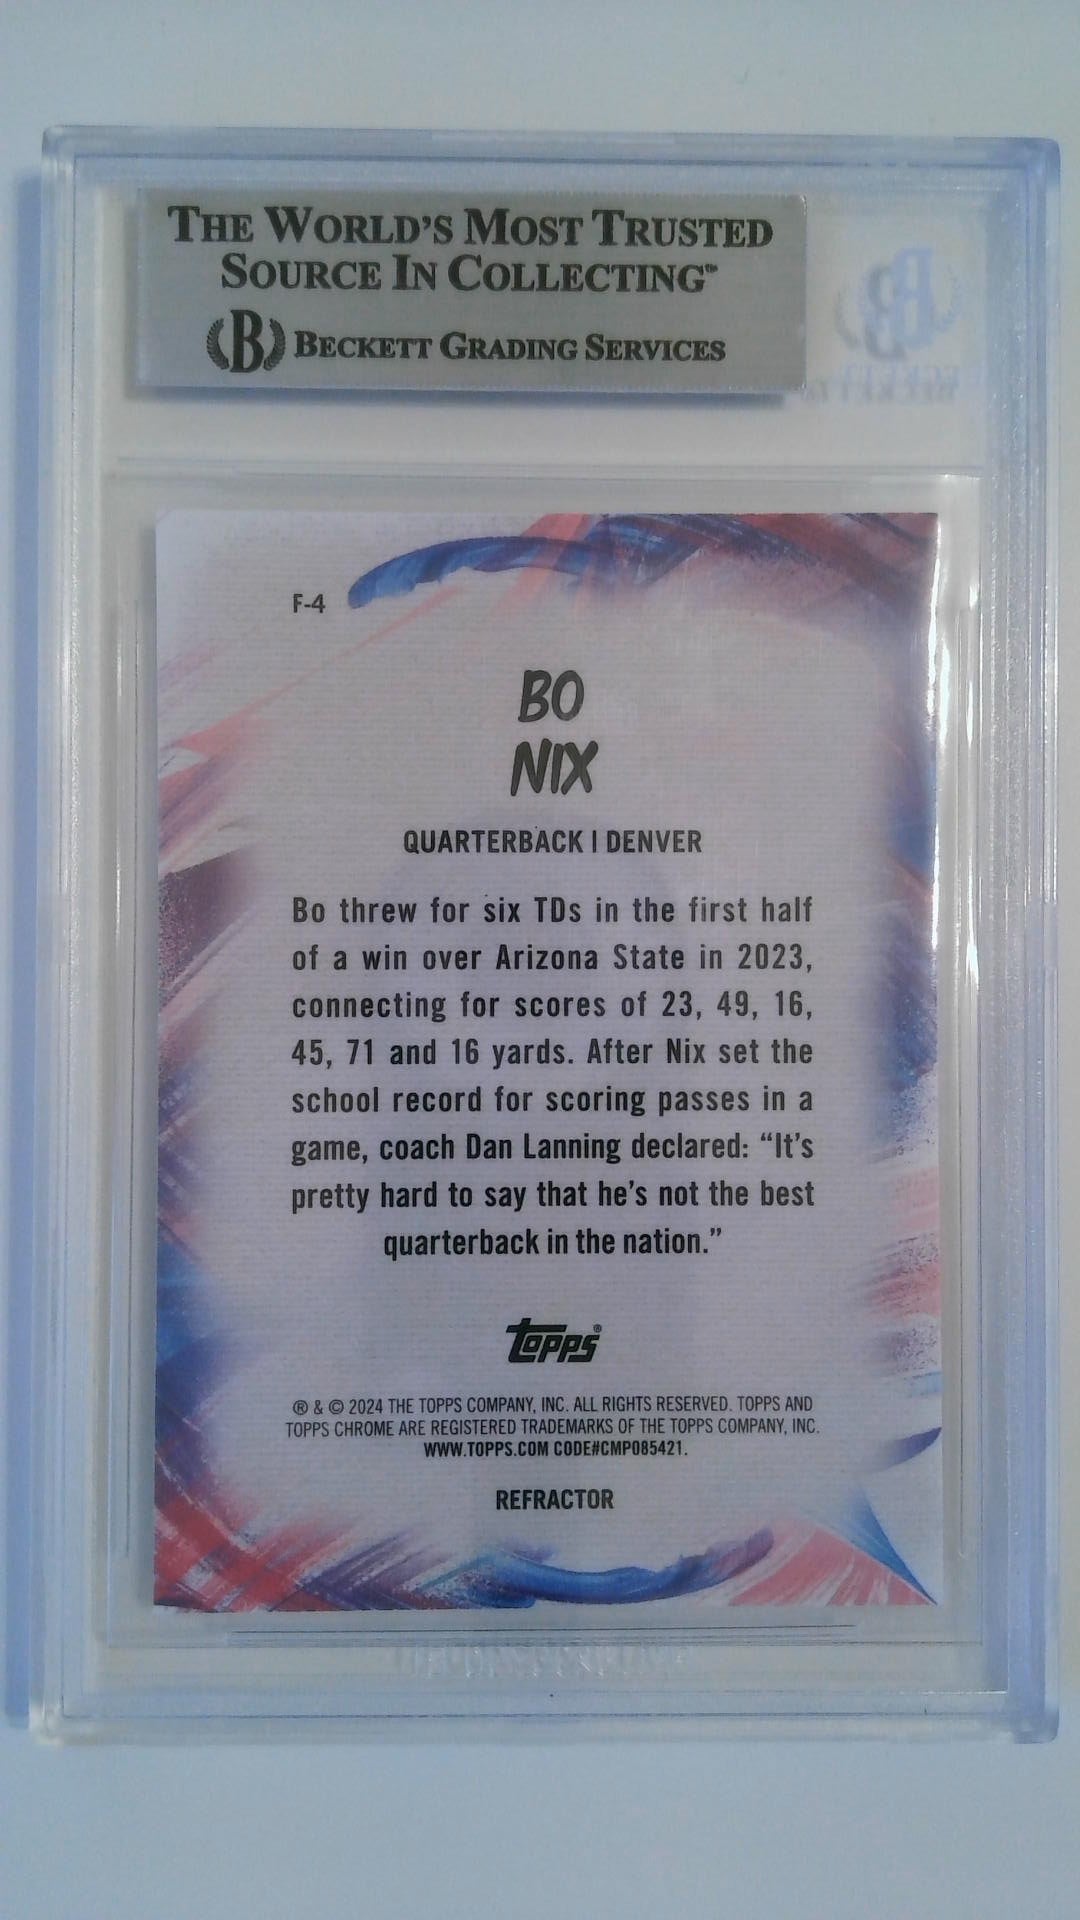 THE WORLD'S MOST TRUSTED
SOURCE IN COLLECTING™
B BECKETT GRADING SERVICES
F-4
BO
NIX
QUARTERBACK | DENVER
Bo threw for six TDs in the first half
of a win over Arizona State in 2023,
connecting for scores of 23, 49, 16,
45, 71 and 16 yards. After Nix set the
school record for scoring passes in a
game, coach Dan Lanning declared: “It’s
pretty hard to say that he’s not the best
quarterback in the nation.”
topps®
® & © 2024 THE TOPPS COMPANY, INC. ALL RIGHTS RESERVED. TOPPS AND
TOPPS CHROME ARE REGISTERED TRADEMARKS OF THE TOPPS COMPANY, INC.
WWW.TOPPS.COM CODE#CMP085421.
REFRACTOR